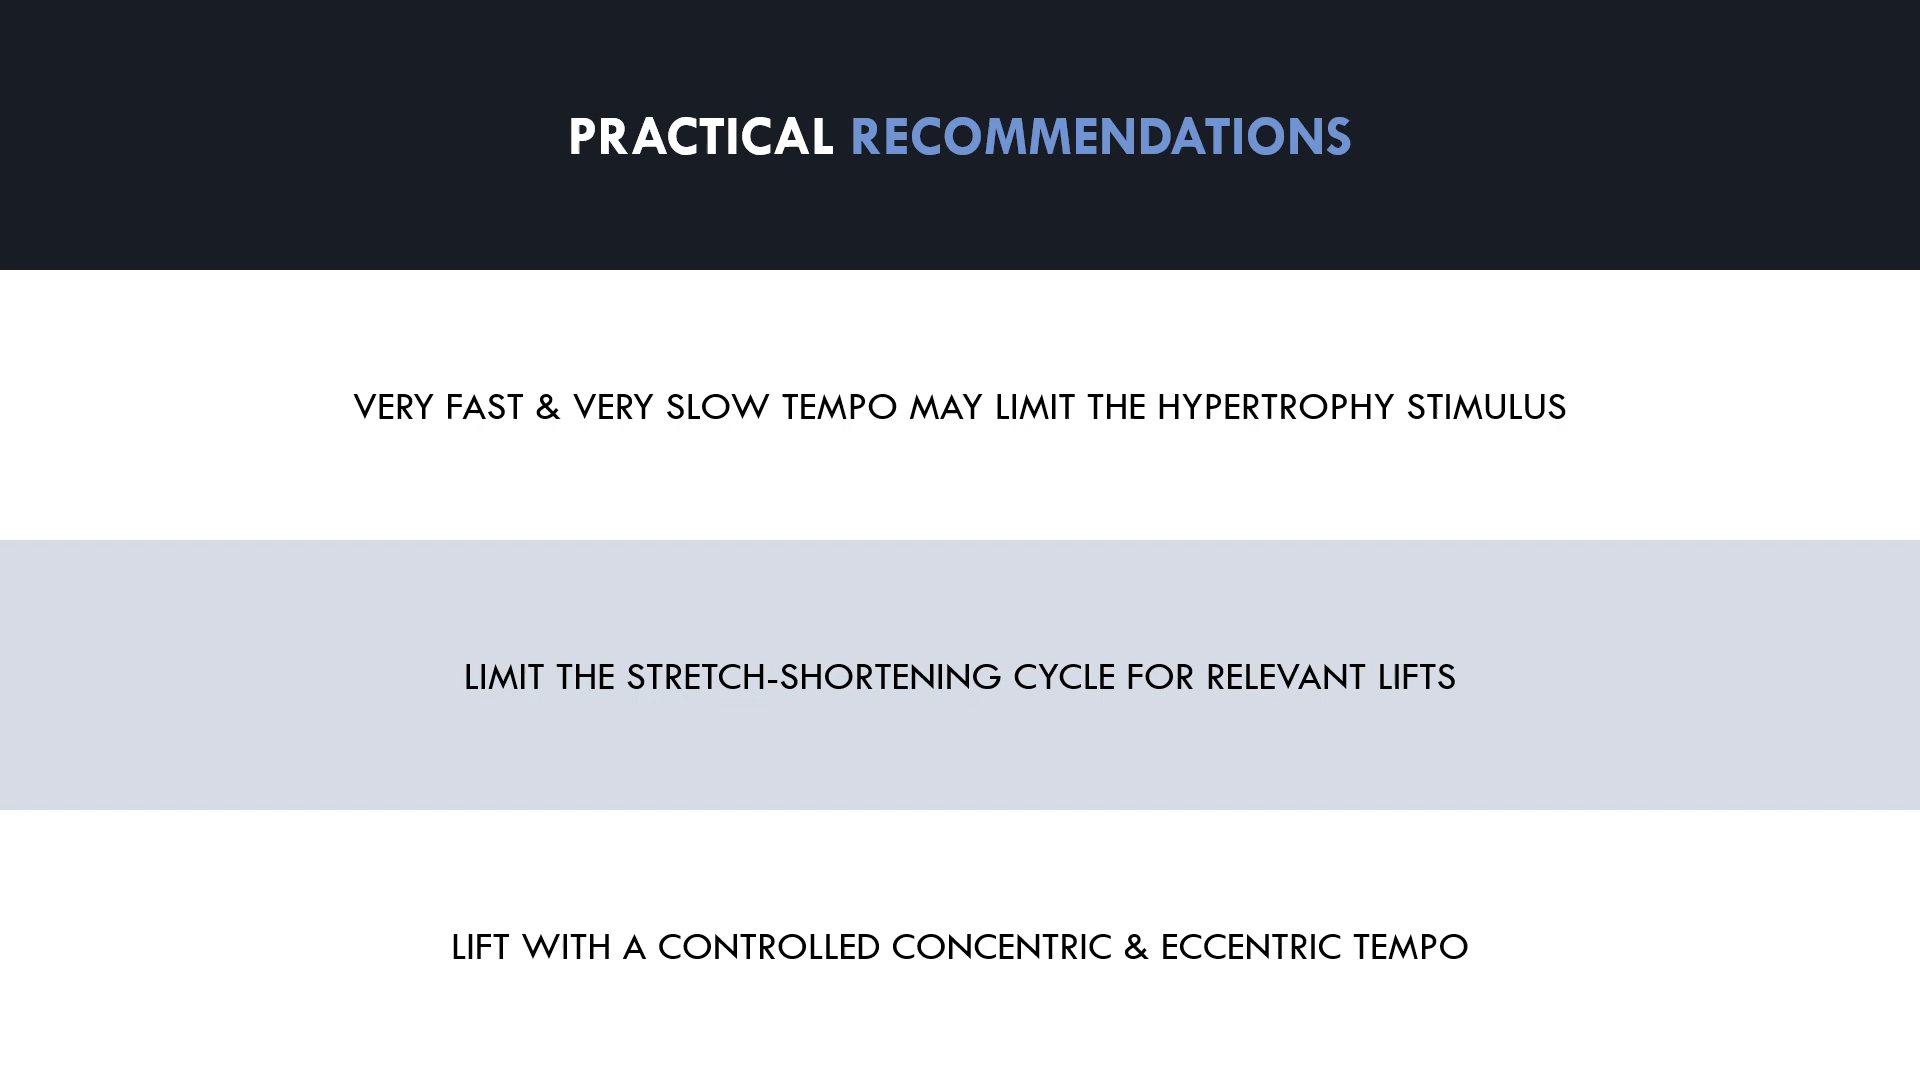 PRACTICAL RECOMMENDATIONS
VERY FAST & VERY SLOW TEMPO MAY LIMIT THE HYPERTROPHY STIMULUS
LIMIT THE STRETCH-SHORTENING CYCLE FOR RELEVANT LIFTS
LIFT WITH A CONTROLLED CONCENTRIC & ECCENTRIC TEMPO